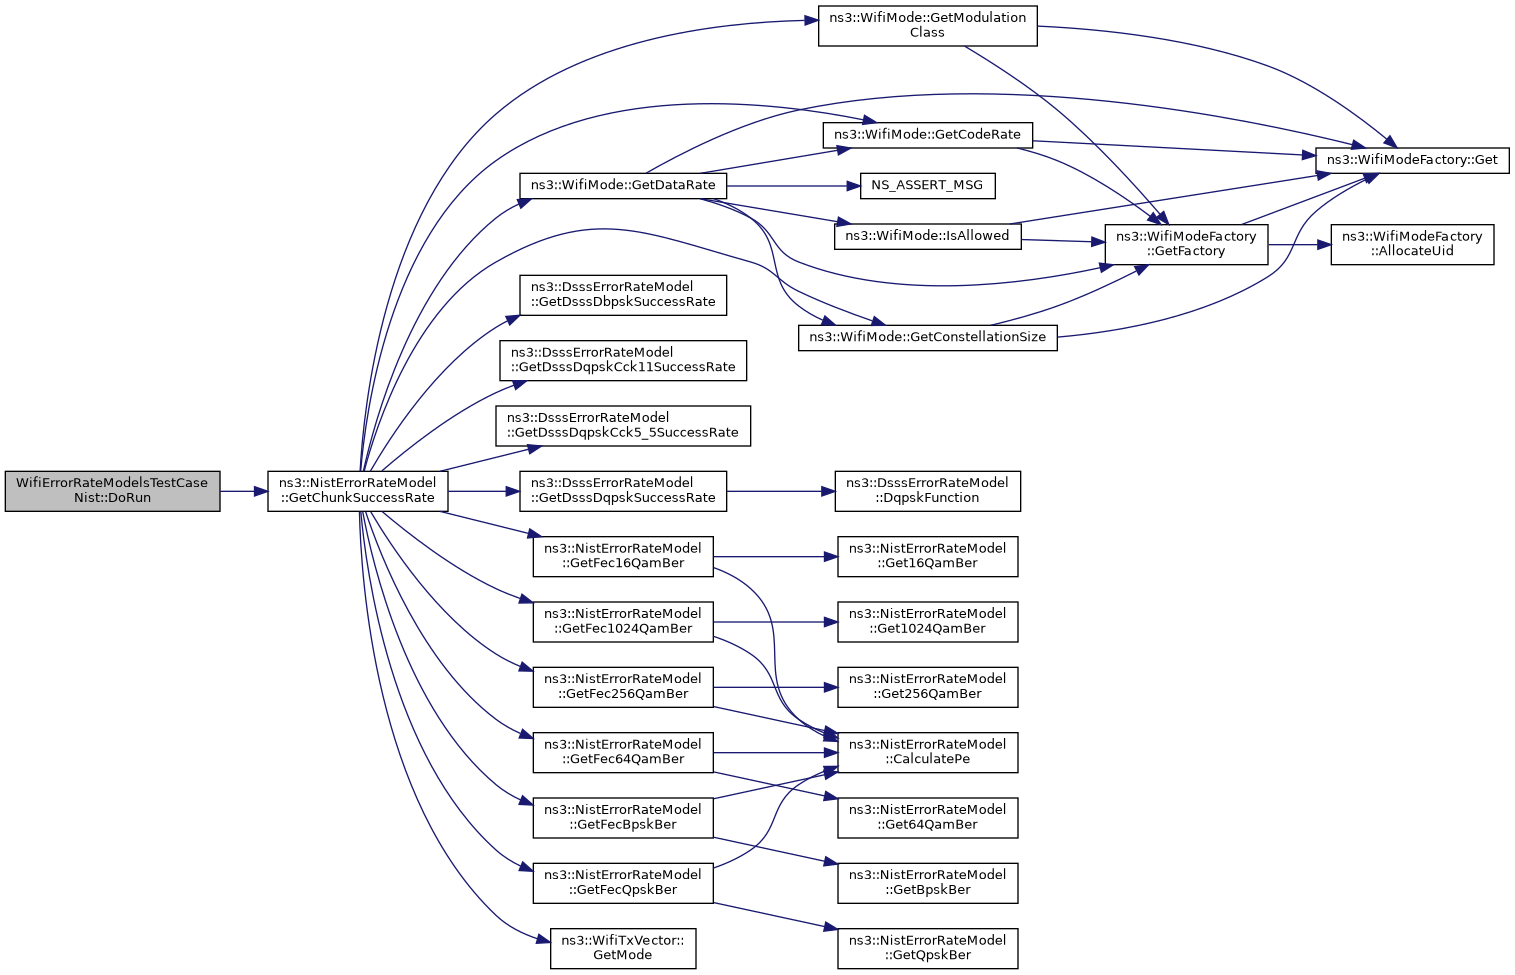 WifiErrorRateModelsTestCase
Nist::DoRun
ns3::NistErrorRateModel
::GetChunkSuccessRate
ns3::WifiMode::GetModulation
Class
ns3::WifiMode::GetCodeRate
ns3::WifiMode::GetDataRate
NS_ASSERT_MSG
ns3::WifiMode::IsAllowed
ns3::WifiMode::GetConstellationSize
ns3::WifiModeFactory
::GetFactory
ns3::WifiModeFactory::Get
ns3::WifiModeFactory
::AllocateUid
ns3::DsssErrorRateModel
::GetDsssDbpskSuccessRate
ns3::DsssErrorRateModel
::GetDsssDqpskCck11SuccessRate
ns3::DsssErrorRateModel
::GetDsssDqpskCck5_5SuccessRate
ns3::DsssErrorRateModel
::GetDsssDqpskSuccessRate
ns3::DsssErrorRateModel
::DqpskFunction
ns3::NistErrorRateModel
::GetFec16QamBer
ns3::NistErrorRateModel
::Get16QamBer
ns3::NistErrorRateModel
::GetFec1024QamBer
ns3::NistErrorRateModel
::Get1024QamBer
ns3::NistErrorRateModel
::GetFec256QamBer
ns3::NistErrorRateModel
::Get256QamBer
ns3::NistErrorRateModel
::GetFec64QamBer
ns3::NistErrorRateModel
::CalculatePe
ns3::NistErrorRateModel
::GetFecBpskBer
ns3::NistErrorRateModel
::Get64QamBer
ns3::NistErrorRateModel
::GetFecQpskBer
ns3::NistErrorRateModel
::GetBpskBer
ns3::WifiTxVector::
GetMode
ns3::NistErrorRateModel
::GetQpskBer